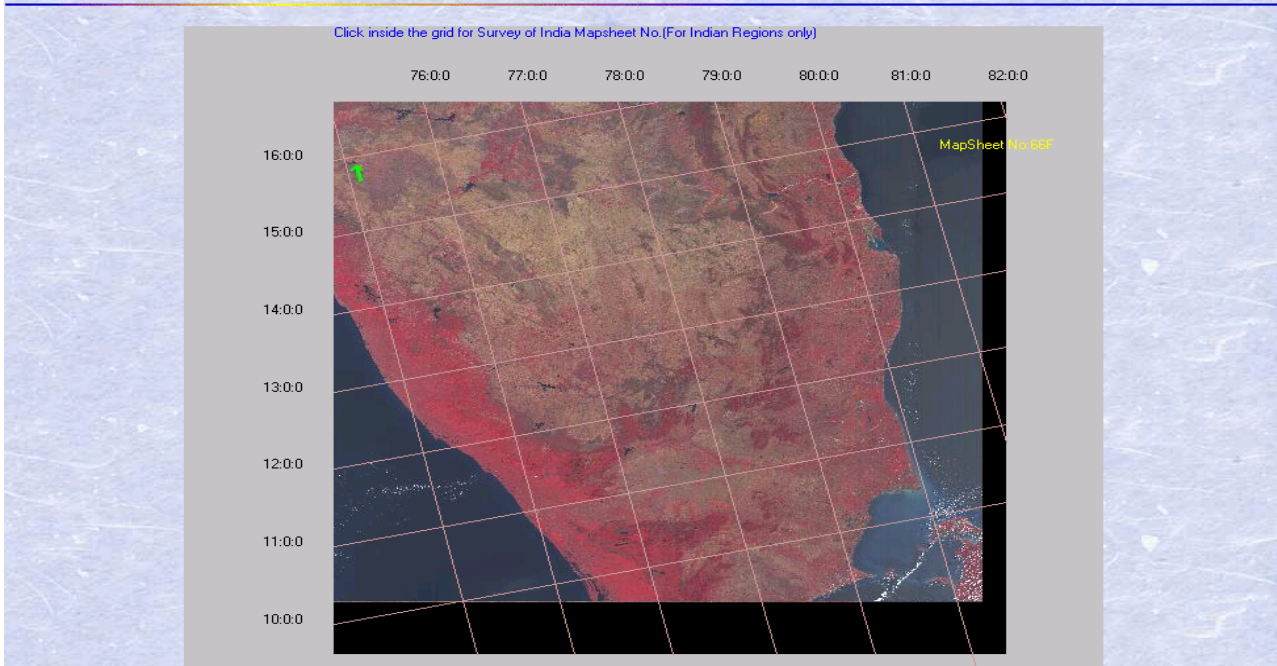 Click inside the grid for Survey of India Mapsheet No.(For Indian Regions only)
76:0:0 77:0:0 78:0:0 79:0:0 80:0:0 81:0:0 82:0:0
MapSheet No.66F
16:0:0
15:0:0
14:0:0
13:0:0
12:0:0
11:0:0
10:0:0